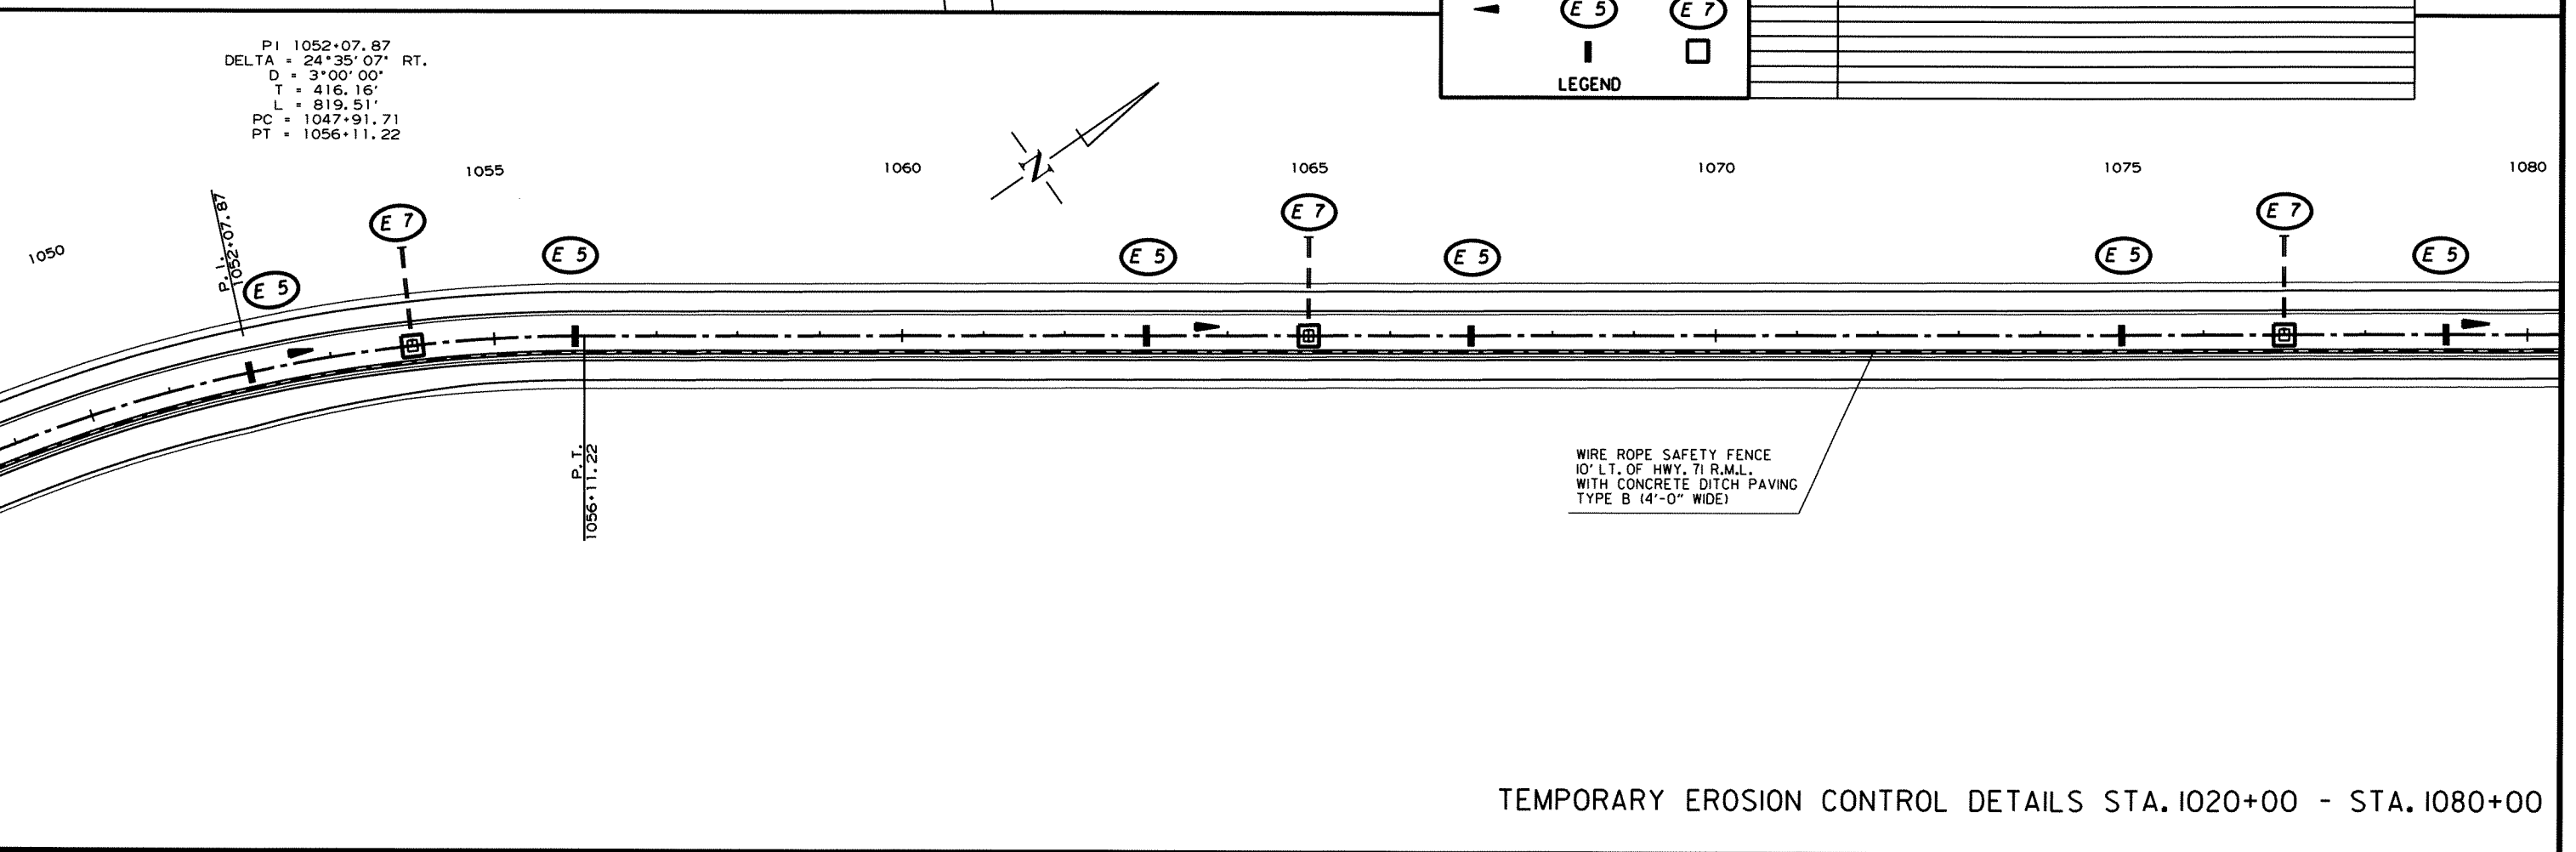 E 5
E 7
LEGEND
PI 1052+07.87
DELTA = 24°35'07" RT.
D = 3°00'00"
T = 416.16'
L = 819.51'
PC = 1047+91.71
PT = 1056+11.22
N
1050
1055
1060
1065
1070
1075
1080
P.I.
1052+07.87
E 5
E 7
E 5
E 5
E 7
E 5
E 5
E 7
E 5
P.T.
1056+11.22
WIRE ROPE SAFETY FENCE
10' LT. OF HWY. 71 R.M.L.
WITH CONCRETE DITCH PAVING
TYPE B (4'-0" WIDE)
TEMPORARY EROSION CONTROL DETAILS STA. 1020+00 - STA. 1080+00